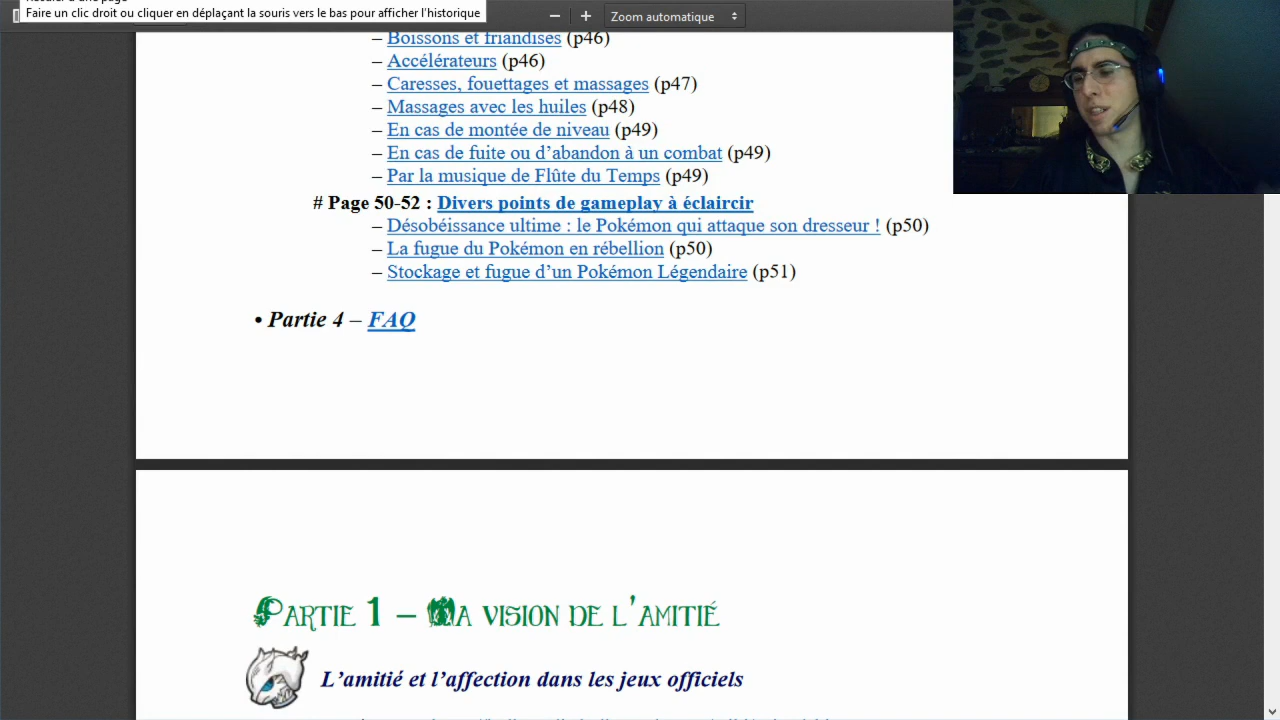 Faire un clic droit ou cliquer en déplaçant la souris vers le bas pour afficher l'historique
Zoom automatique
– Boissons et friandises (p46)
– Accélérateurs (p46)
– Caresses, fouettages et massages (p47)
– Massages avec les huiles (p48)
– En cas de montée de niveau (p49)
– En cas de fuite ou d'abandon à un combat (p49)
– Par la musique de Flûte du Temps (p49)
# Page 50-52 : Divers points de gameplay à éclaircir
– Désobéissance ultime : le Pokémon qui attaque son dresseur ! (p50)
– La fugue du Pokémon en rébellion (p50)
– Stockage et fugue d'un Pokémon Légendaire (p51)
• Partie 4 – FAQ
Partie 1 – Ma vision de l'amitié
L'amitié et l'affection dans les jeux officiels